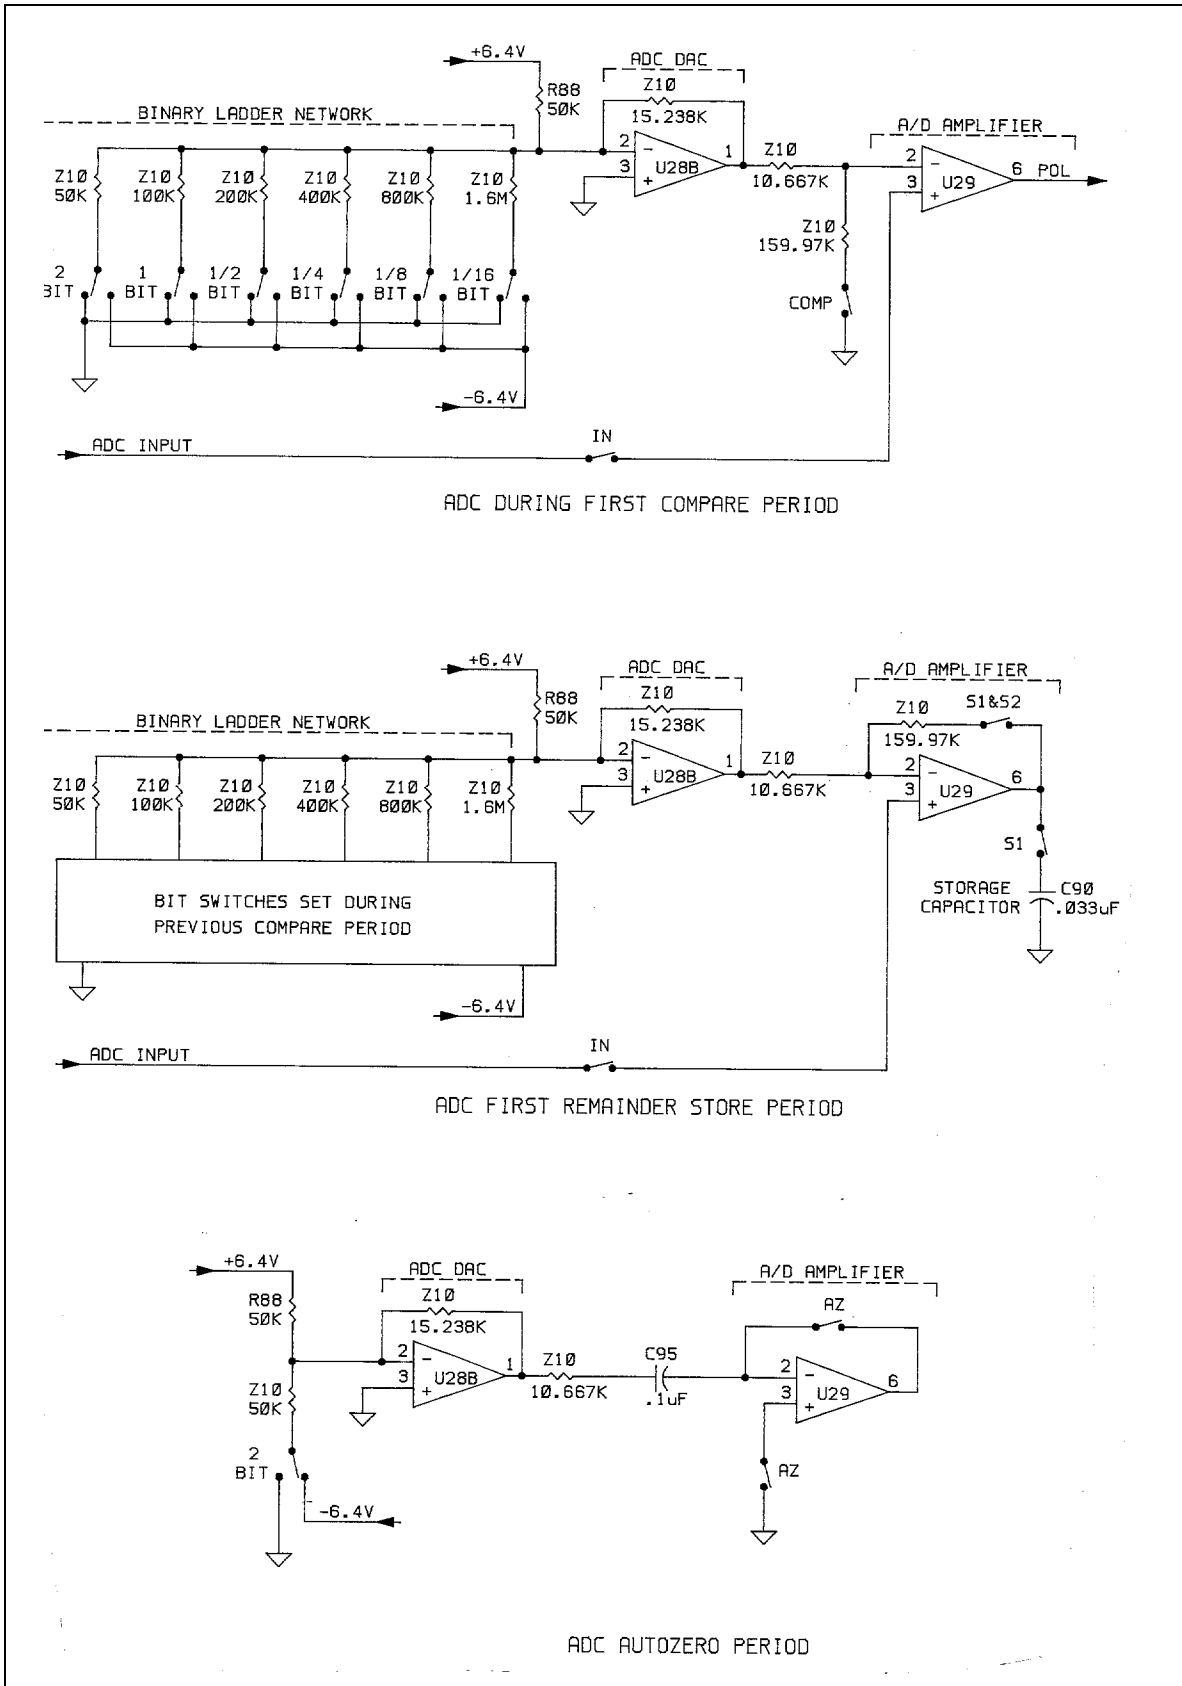 +6.4V
ADC DAC
R88
50K
Z10
15.238K
BINARY LADDER NETWORK
A/D AMPLIFIER
2
3
U28B
1
Z10
10.667K
2
3
U29
6
POL
Z10
50K
Z10
100K
Z10
200K
Z10
400K
Z10
800K
Z10
1.6M
Z10
159.97K
2
BIT
1
BIT
1/2
BIT
1/4
BIT
1/8
BIT
1/16
BIT
COMP
-6.4V
ADC INPUT
IN
ADC DURING FIRST COMPARE PERIOD
+6.4V
ADC DAC
A/D AMPLIFIER
R88
50K
Z10
15.238K
Z10
159.97K
S1&S2
BINARY LADDER NETWORK
2
3
U28B
1
Z10
10.667K
2
3
U29
6
Z10
50K
Z10
100K
Z10
200K
Z10
400K
Z10
800K
Z10
1.6M
S1
BIT SWITCHES SET DURING
PREVIOUS COMPARE PERIOD
STORAGE
CAPACITOR
C90
.033uF
-6.4V
ADC INPUT
IN
ADC FIRST REMAINDER STORE PERIOD
+6.4V
ADC DAC
A/D AMPLIFIER
R88
50K
Z10
15.238K
AZ
2
3
U28B
1
Z10
10.667K
C95
.1uF
2
3
U29
6
Z10
50K
2
BIT
AZ
-6.4V
ADC AUTOZERO PERIOD